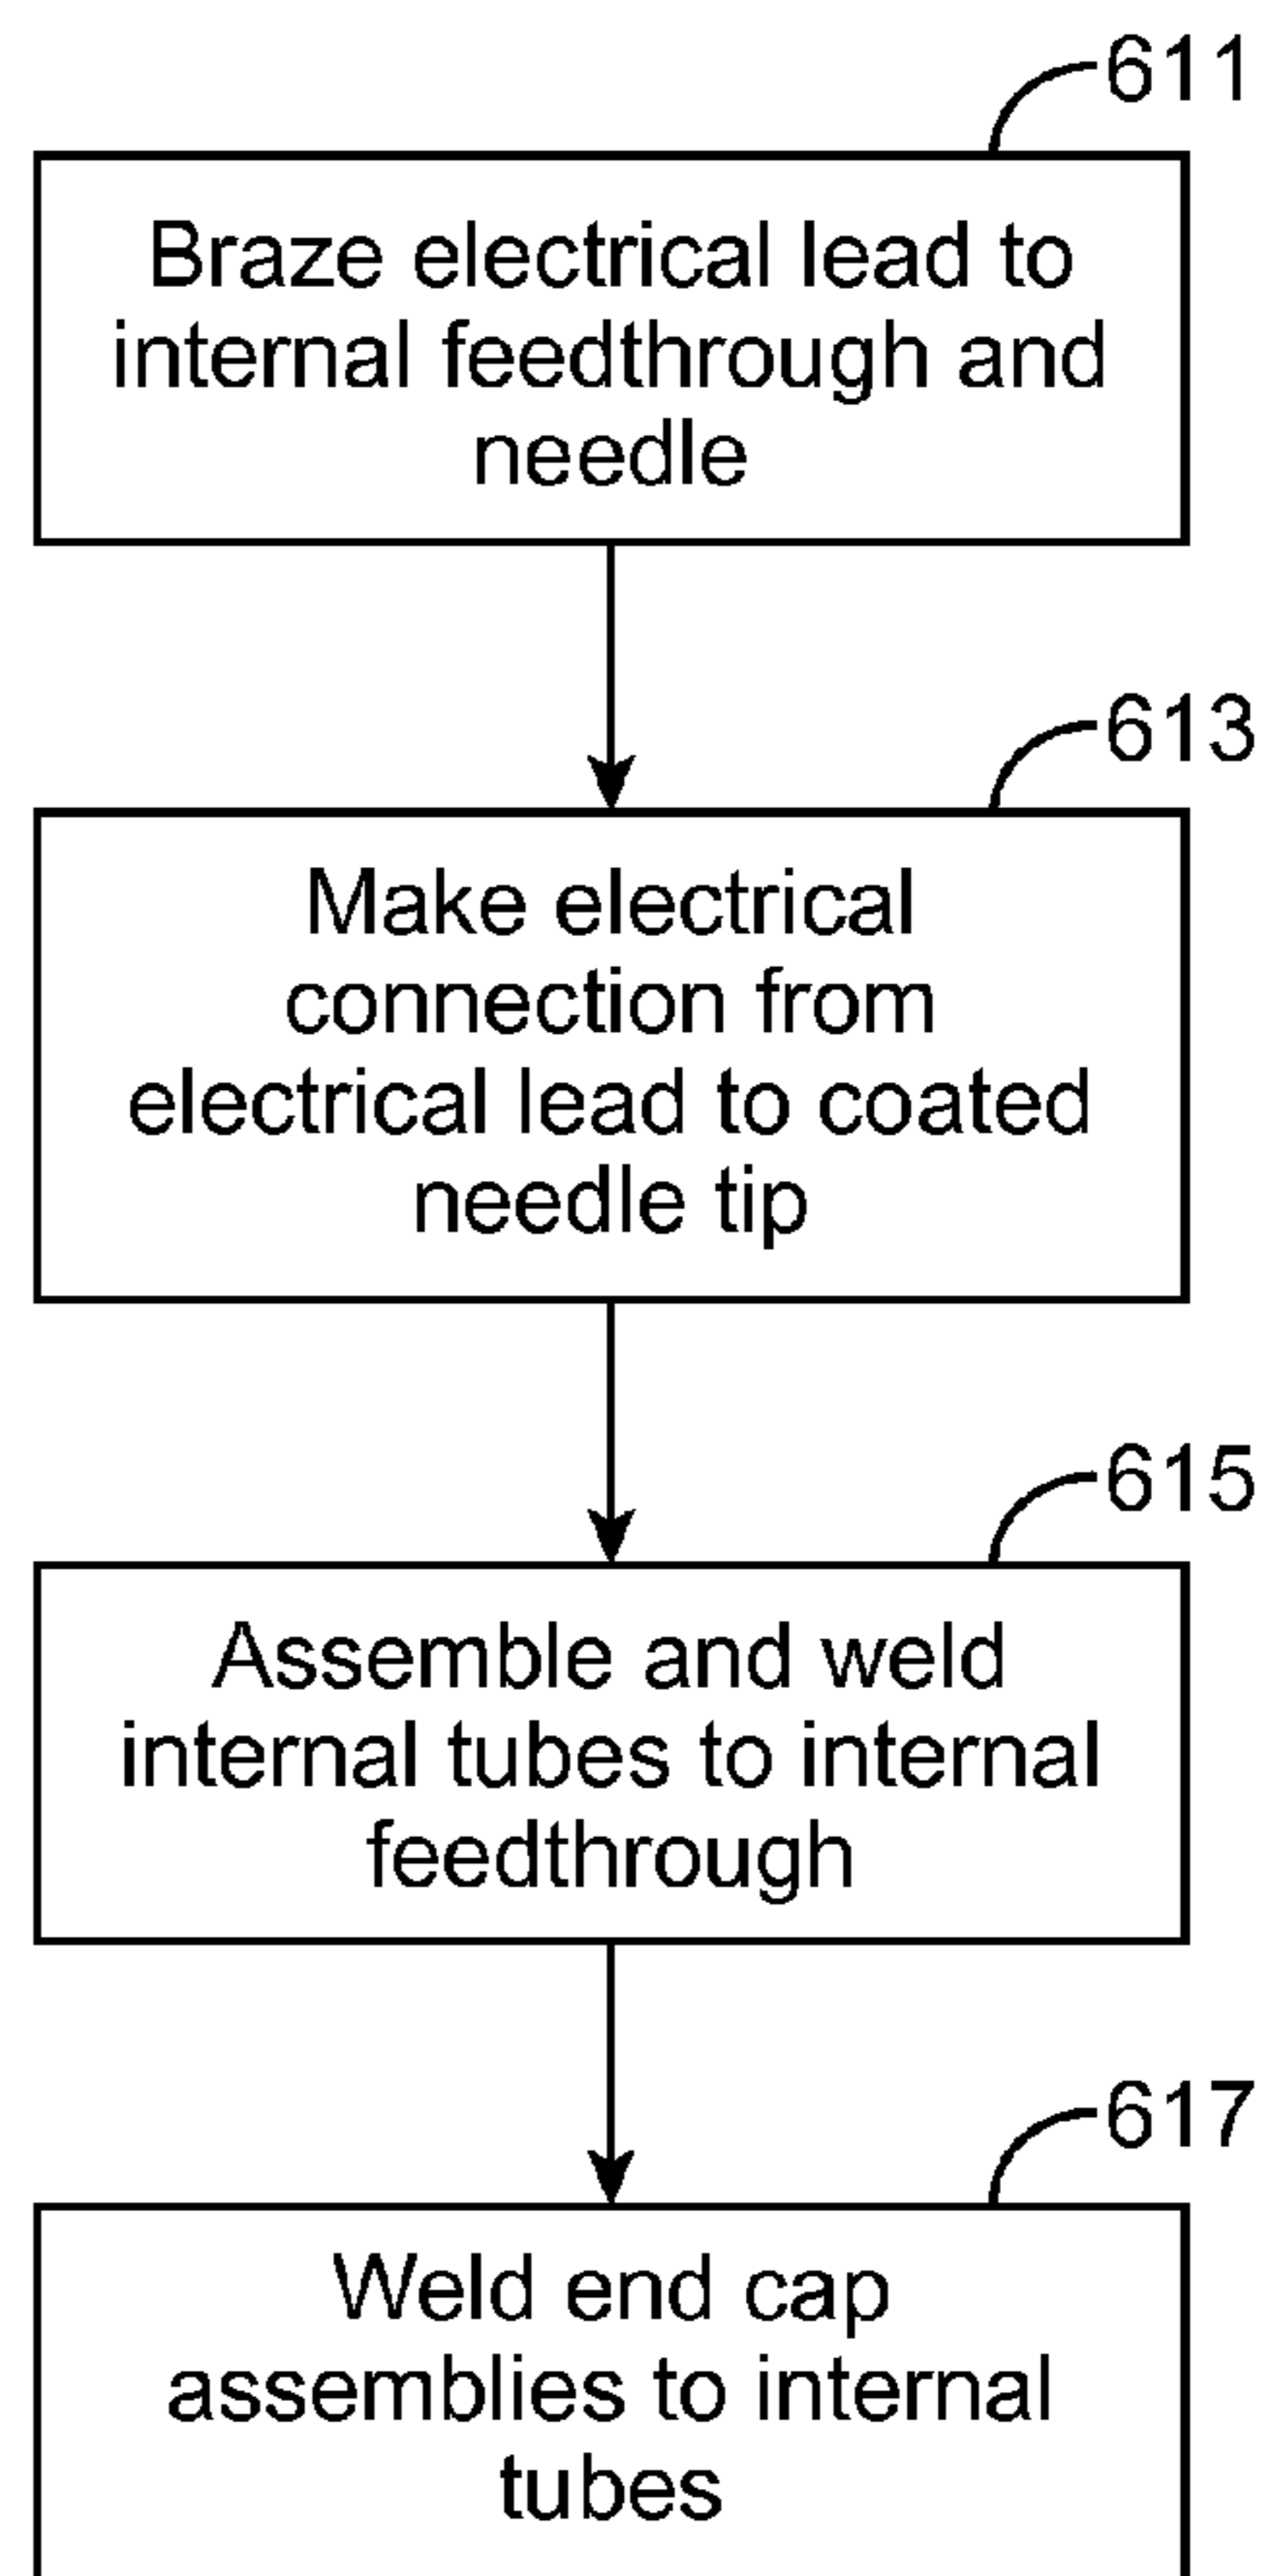 611
Braze electrical lead to
internal feedthrough and
needle
613
Make electrical
connection from
electrical lead to coated
needle tip
615
Assemble and weld
internal tubes to internal
feedthrough
617
Weld end cap
assemblies to internal
tubes